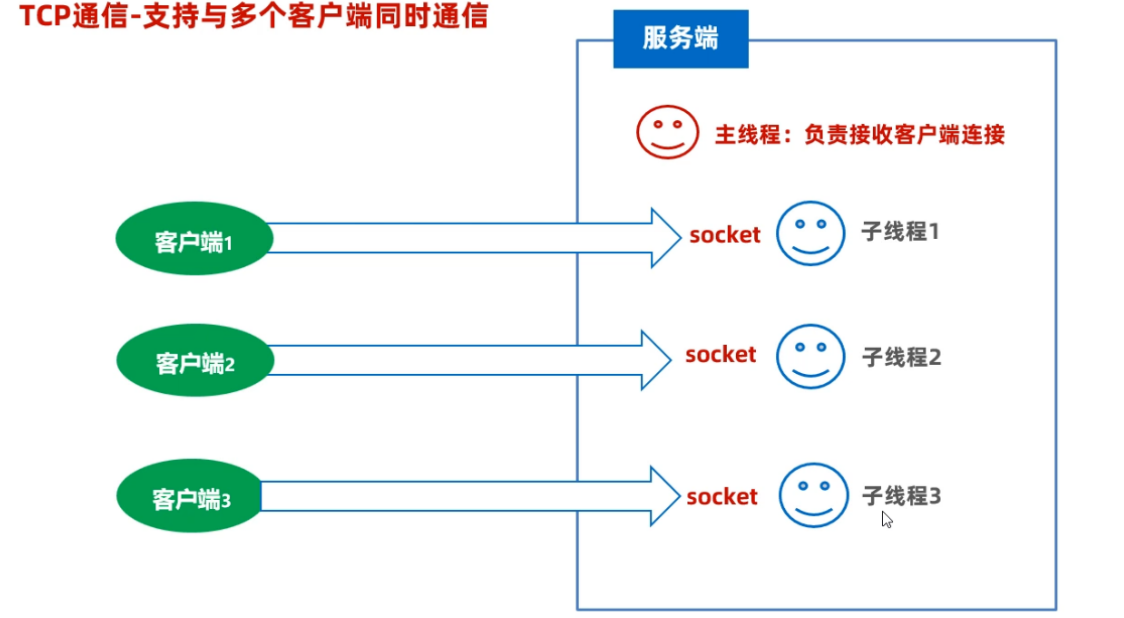 TCP通信-支持与多个客户端同时通信
服务端
主线程：负责接收客户端连接
客户端1
socket
子线程1
客户端2
socket
子线程2
客户端3
socket
子线程3